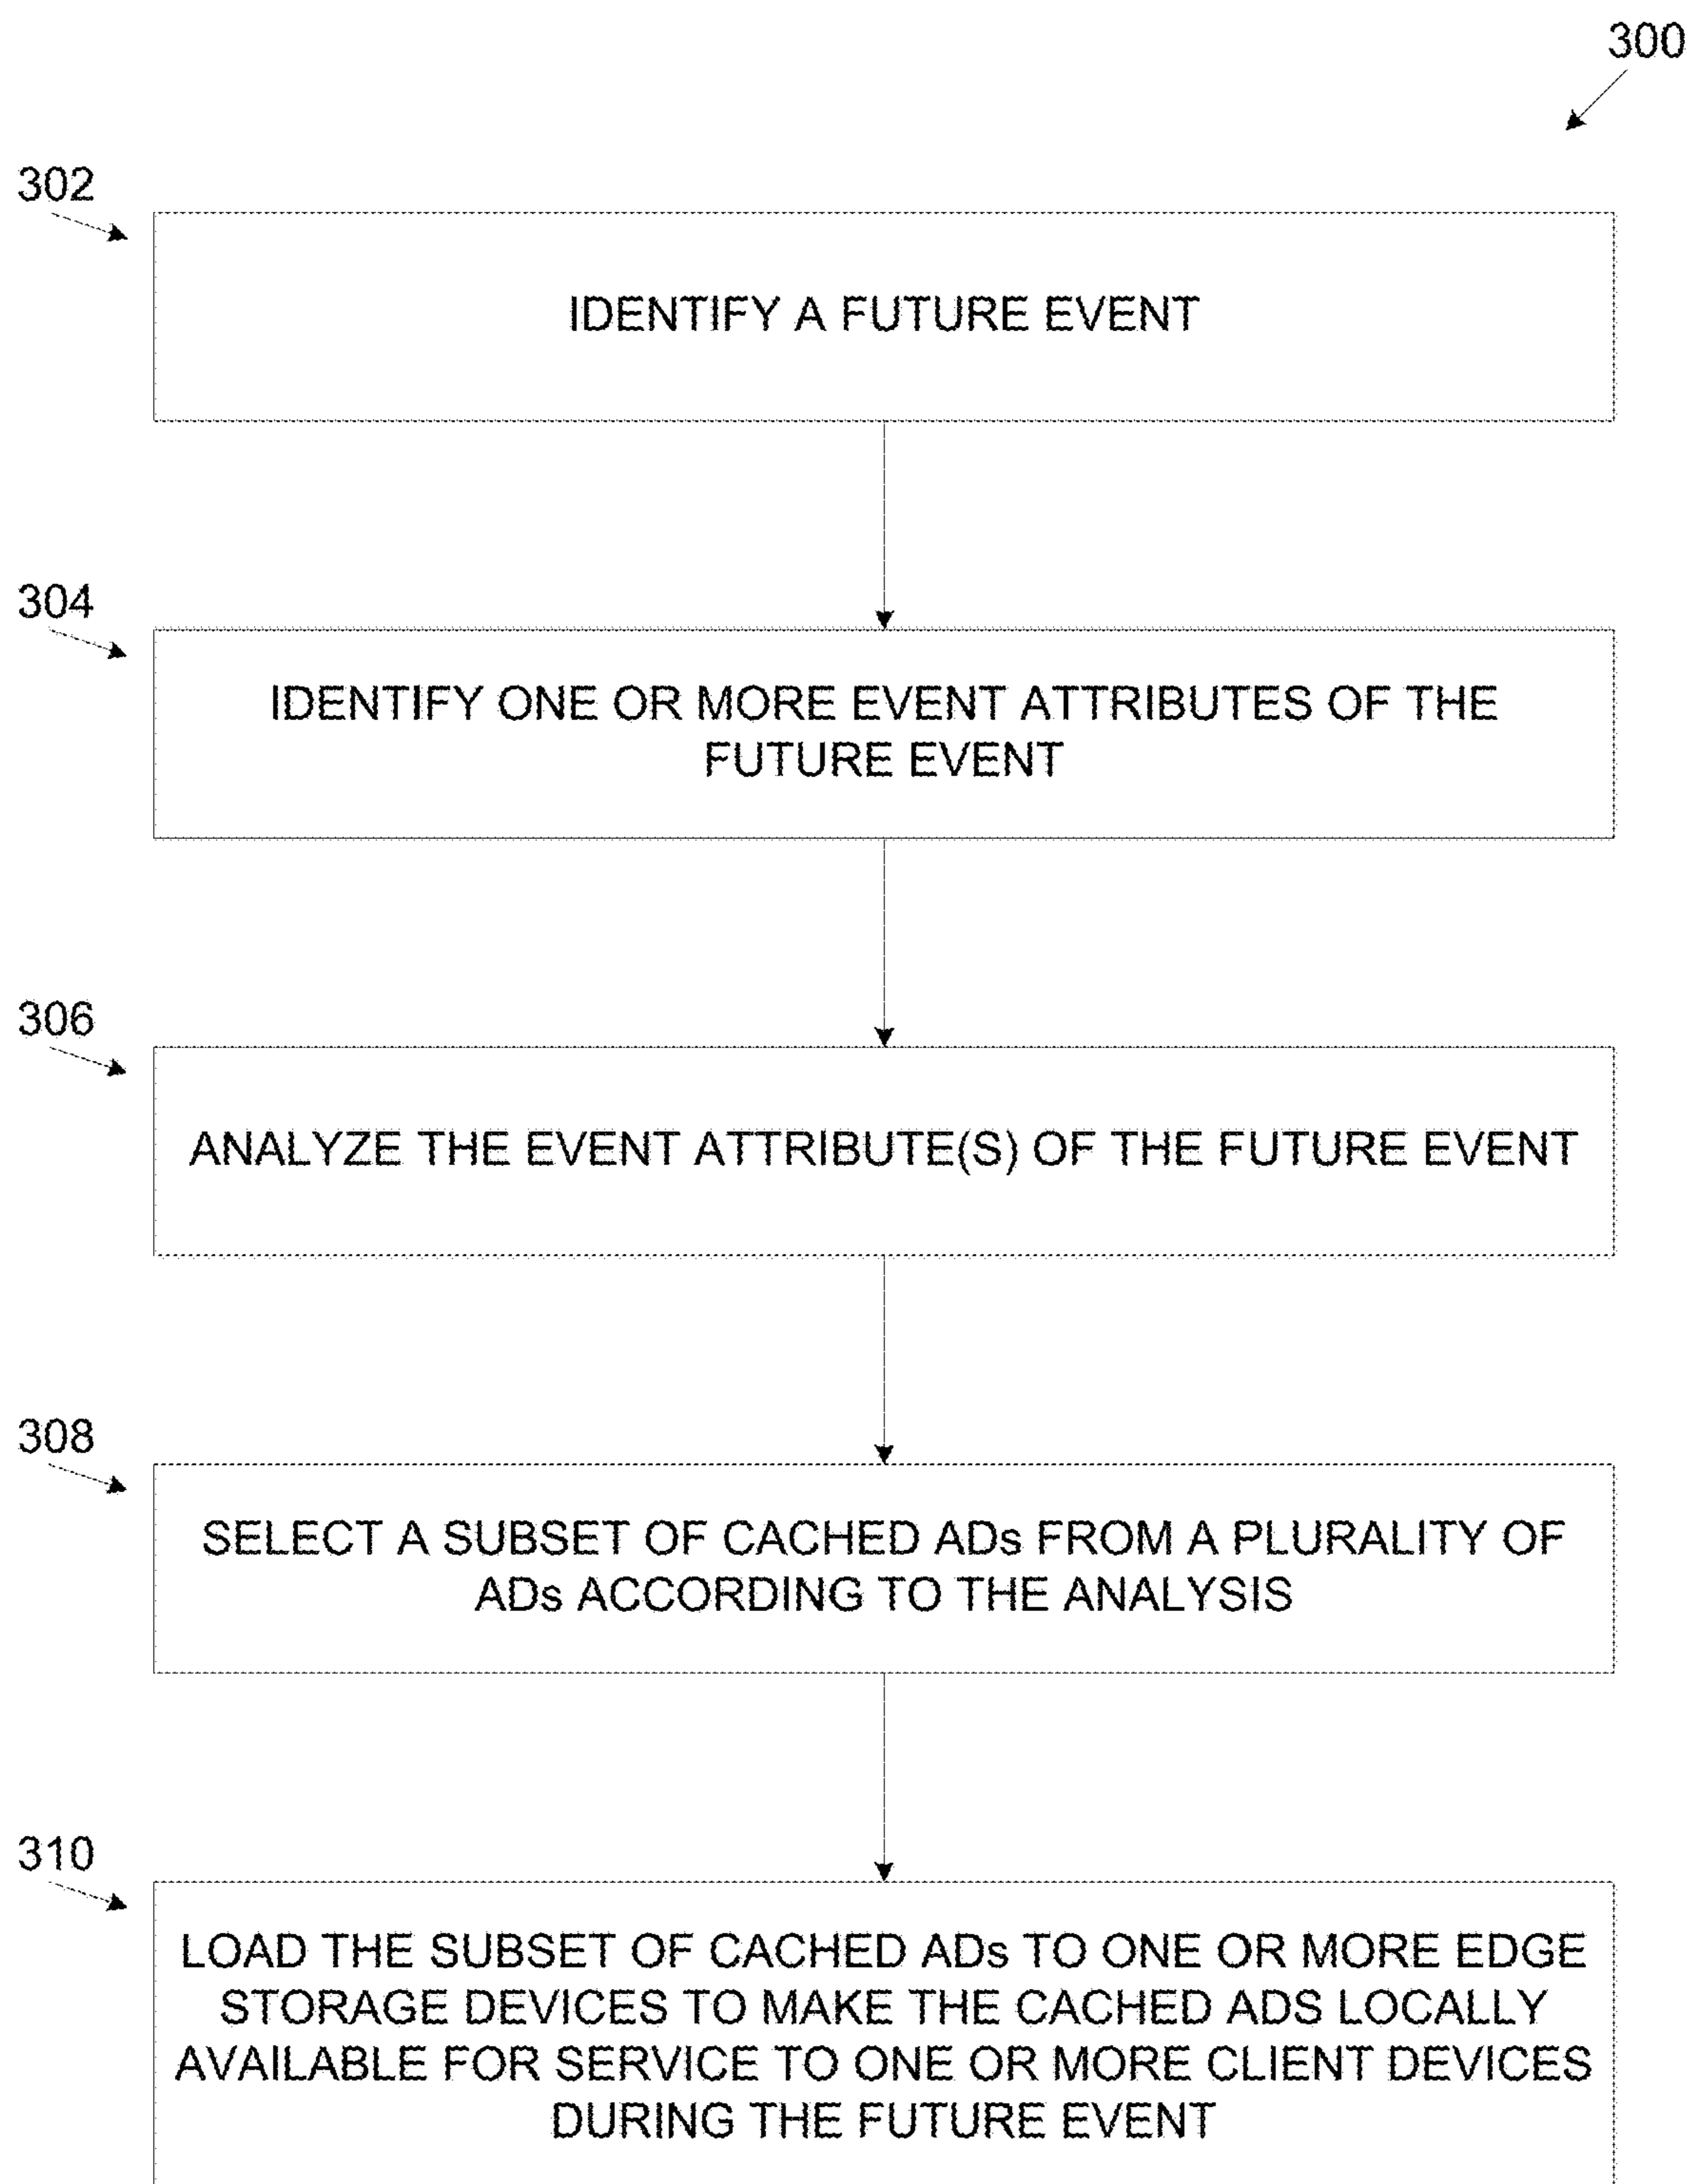 300
302
IDENTIFY A FUTURE EVENT
304
IDENTIFY ONE OR MORE EVENT ATTRIBUTES OF THE
FUTURE EVENT
306
ANALYZE THE EVENT ATTRIBUTE(S) OF THE FUTURE EVENT
308
SELECT A SUBSET OF CACHED ADs FROM A PLURALITY OF
ADs ACCORDING TO THE ANALYSIS
310
LOAD THE SUBSET OF CACHED ADs TO ONE OR MORE EDGE
STORAGE DEVICES TO MAKE THE CACHED ADS LOCALLY
AVAILABLE FOR SERVICE TO ONE OR MORE CLIENT DEVICES
DURING THE FUTURE EVENT